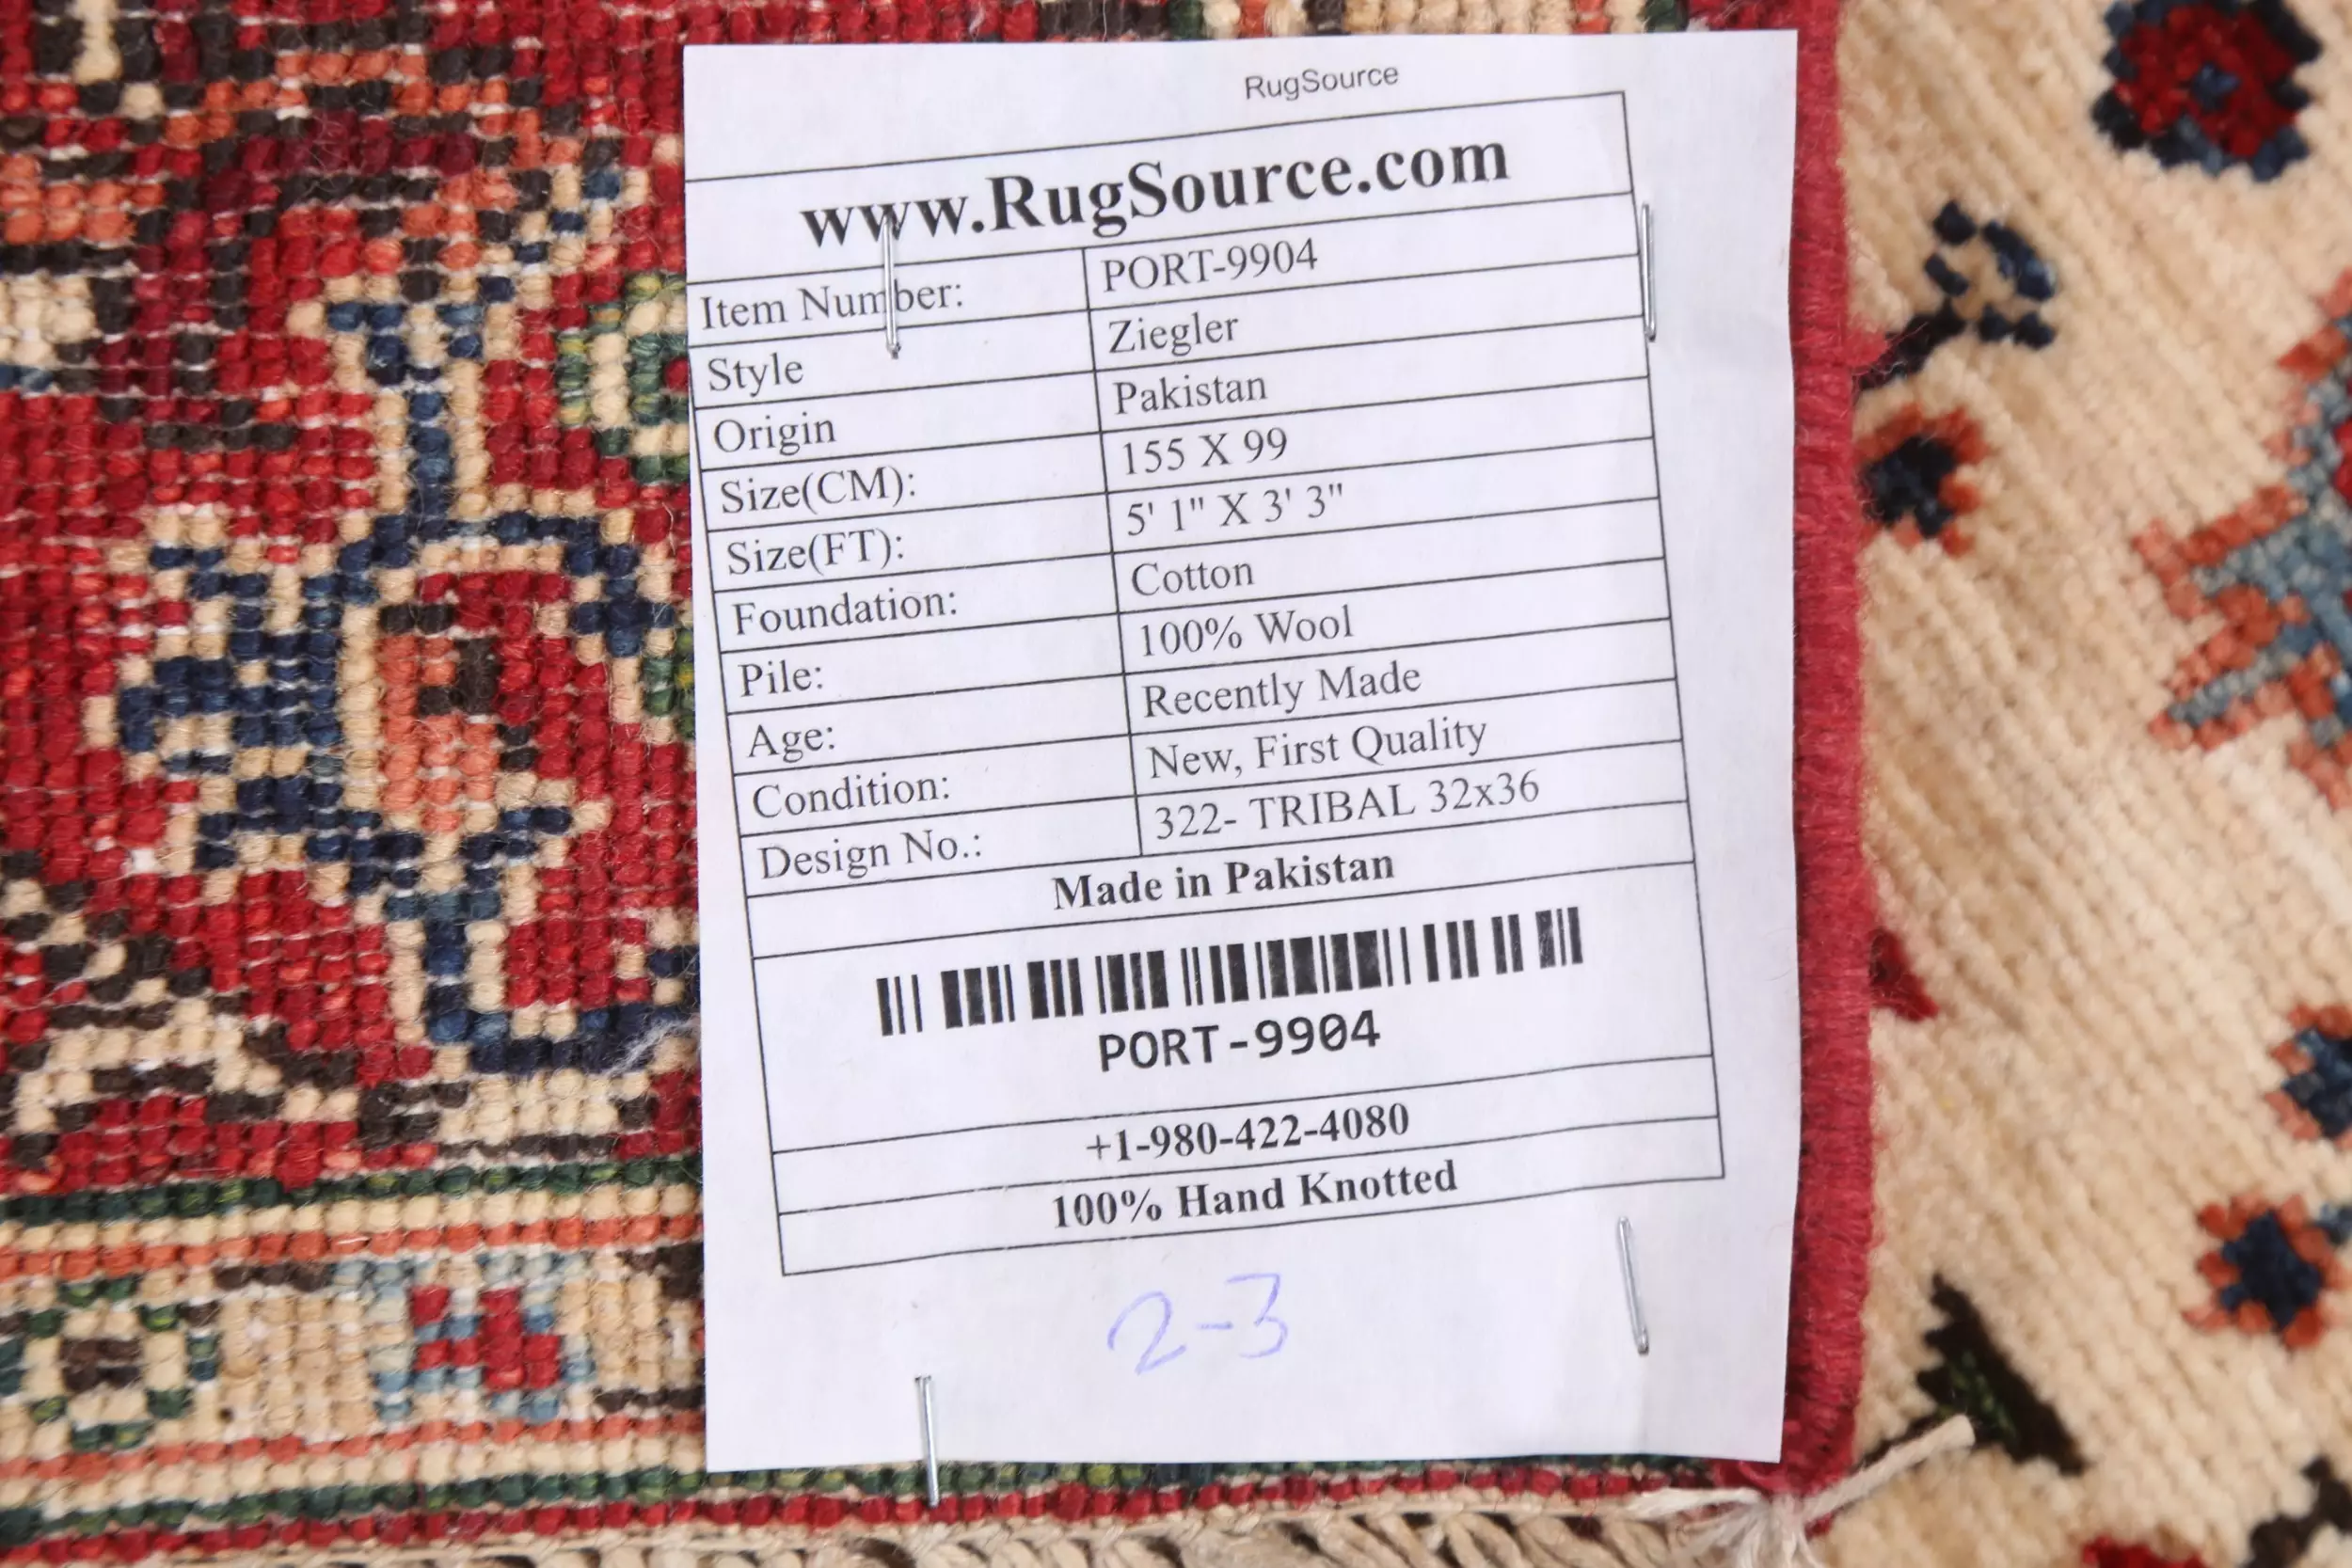 RugSource
www.RugSource.com
Item Number: PORT-9904
Style Ziegler
Origin Pakistan
Size(CM): 155 X 99
Size(FT): 5' 1" X 3' 3"
Foundation: Cotton
Pile: 100% Wool
Age: Recently Made
Condition: New, First Quality
Design No.: 322- TRIBAL 32x36
Made in Pakistan
PORT-9904
+1-980-422-4080
100% Hand Knotted
2-3